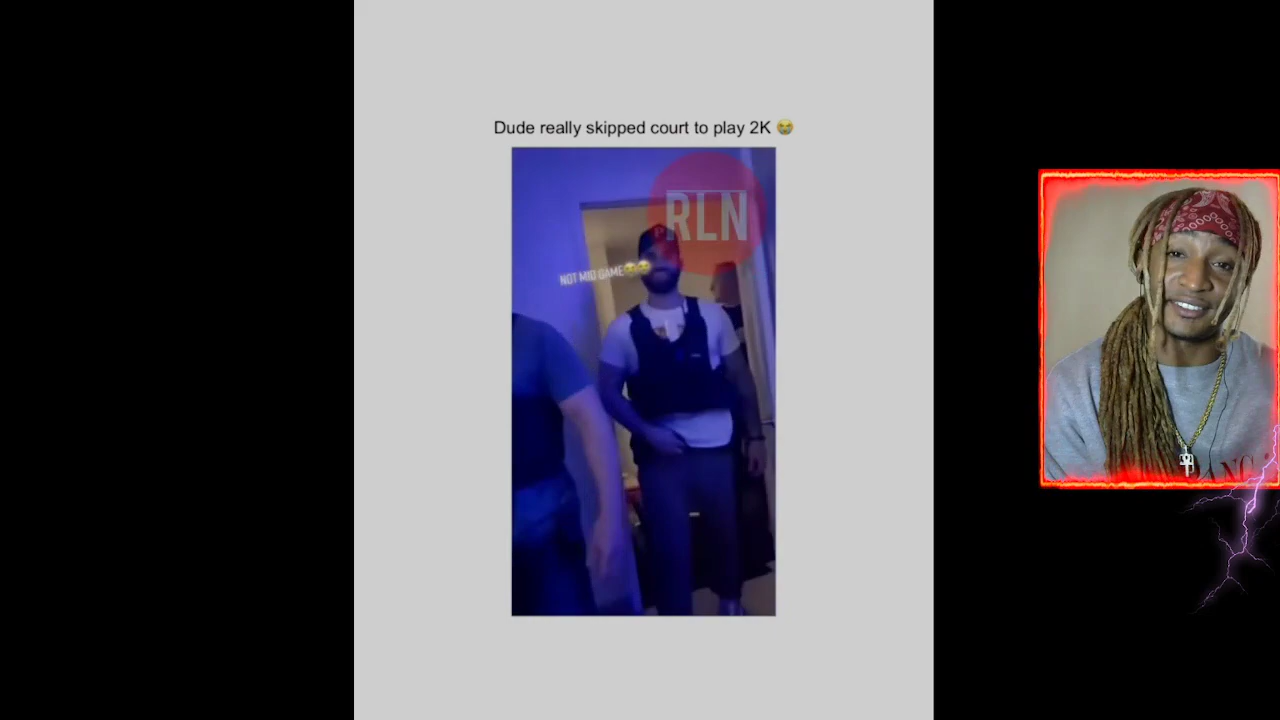 Dude really skipped court to play 2K 😭
RLN
NOT MID GAME😭😭